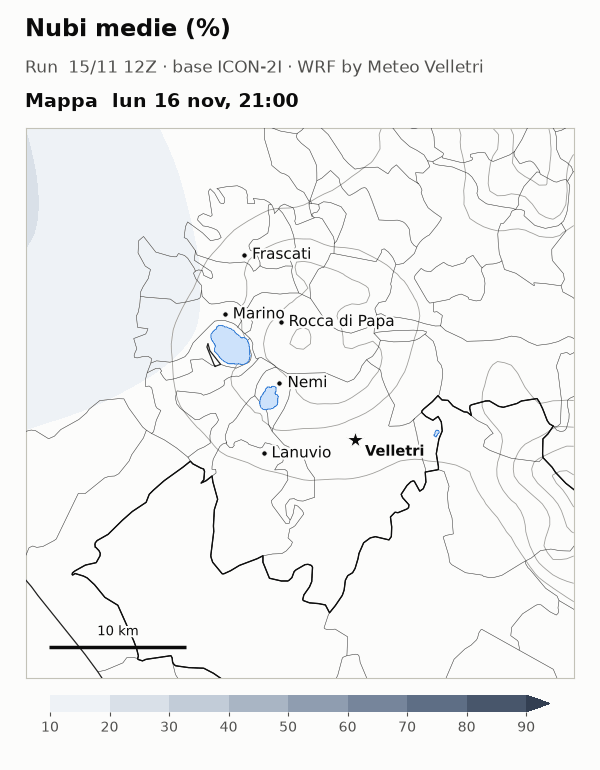 Nubi medie (%)
Run  15/11 12Z · base ICON-2I · WRF by Meteo Velletri
Mappa  lun 16 nov, 21:00
Frascati
Marino
Rocca di Papa
Nemi
Velletri
Lanuvio
10 km
10 20 30 40 50 60 70 80 90